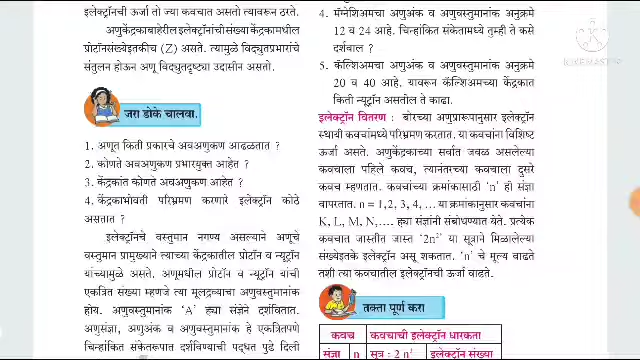 इलेक्ट्रॉनची ऊर्जा तो ज्या कवचात असतो त्यावरून ठरते.
अणुकेंद्रकाबाहेरील इलेक्ट्रॉनांची संख्या केंद्रकामधील
प्रोटॉनसंख्येइतकीच (Z) असते. त्यामुळे विद्युतप्रभारांचे
संतुलन होऊन अणू विद्युतदृष्ट्या उदासीन असतो.
जरा डोके चालवा.
1. अणूत किती प्रकारचे अवअणुकण आढळतात ?
2. कोणते अवअणुकण प्रभारयुक्त आहेत ?
3. केंद्रकांत कोणते अवअणुकण आहेत ?
4. केंद्रकाभोवती परिभ्रमण करणारे इलेक्ट्रॉन कोठे
असतात ?
इलेक्ट्रॉनचे वस्तुमान नगण्य असल्याने अणूचे
वस्तुमान प्रामुख्याने त्याच्या केंद्रकातील प्रोटॉन व न्यूट्रॉन
यांच्यामुळे असते. अणूमधील प्रोटॉन व न्यूट्रॉन यांची
एकत्रित संख्या म्हणजे त्या मूलद्रव्याचा अणुवस्तुमानांक
होय. अणुवस्तुमानांक ‘A’ ह्या संज्ञेने दर्शवितात.
अणुसंज्ञा, अणुअंक व अणुवस्तुमानांक हे एकत्रितपणे
चिन्हांकित संकेतरूपात दर्शविण्याची पद्धत पुढे दिली
4. मॅग्नेशिअमचा अणुअंक व अणुवस्तुमानांक अनुक्रमे
12 व 24 आहे. चिन्हांकित संकेतामध्ये तुम्ही ते कसे
दर्शवाल ?
5. कॅल्शिअमचा अणुअंक व अणुवस्तुमानांक अनुक्रमे
20 व 40 आहे. यावरून कॅल्शिअमच्या केंद्रकात
किती न्यूट्रॉन असतील ते काढा.
इलेक्ट्रॉन वितरण : बोरच्या अणुप्रारूपानुसार इलेक्ट्रॉन
स्थायी कवचांमध्ये परिभ्रमण करतात. या कवचांना विशिष्ट
ऊर्जा असते. अणुकेंद्रकाच्या सर्वात जवळ असलेल्या
कवचाला पहिले कवच, त्यानंतरच्या कवचाला दुसरे
कवच म्हणतात. कवचांच्या क्रमांकासाठी ‘n’ ही संज्ञा
वापरतात. n = 1, 2, 3, 4, ... या क्रमांकानुसार कवचांना
K, L, M, N,.... ह्या संज्ञांनी संबोधण्यात येते. प्रत्येक
कवचात जास्तीत जास्त ‘2n²’ या सूत्राने मिळालेल्या
संख्येइतके इलेक्ट्रॉन असू शकतात. ‘n’ चे मूल्य वाढते
तशी त्या कवचातील इलेक्ट्रॉनची ऊर्जा वाढते.
तक्ता पूर्ण करा
कवच कवचाची इलेक्ट्रॉन धारकता
संज्ञा n सूत्र : 2 n² इलेक्ट्रॉन संख्या
KINEMASTER